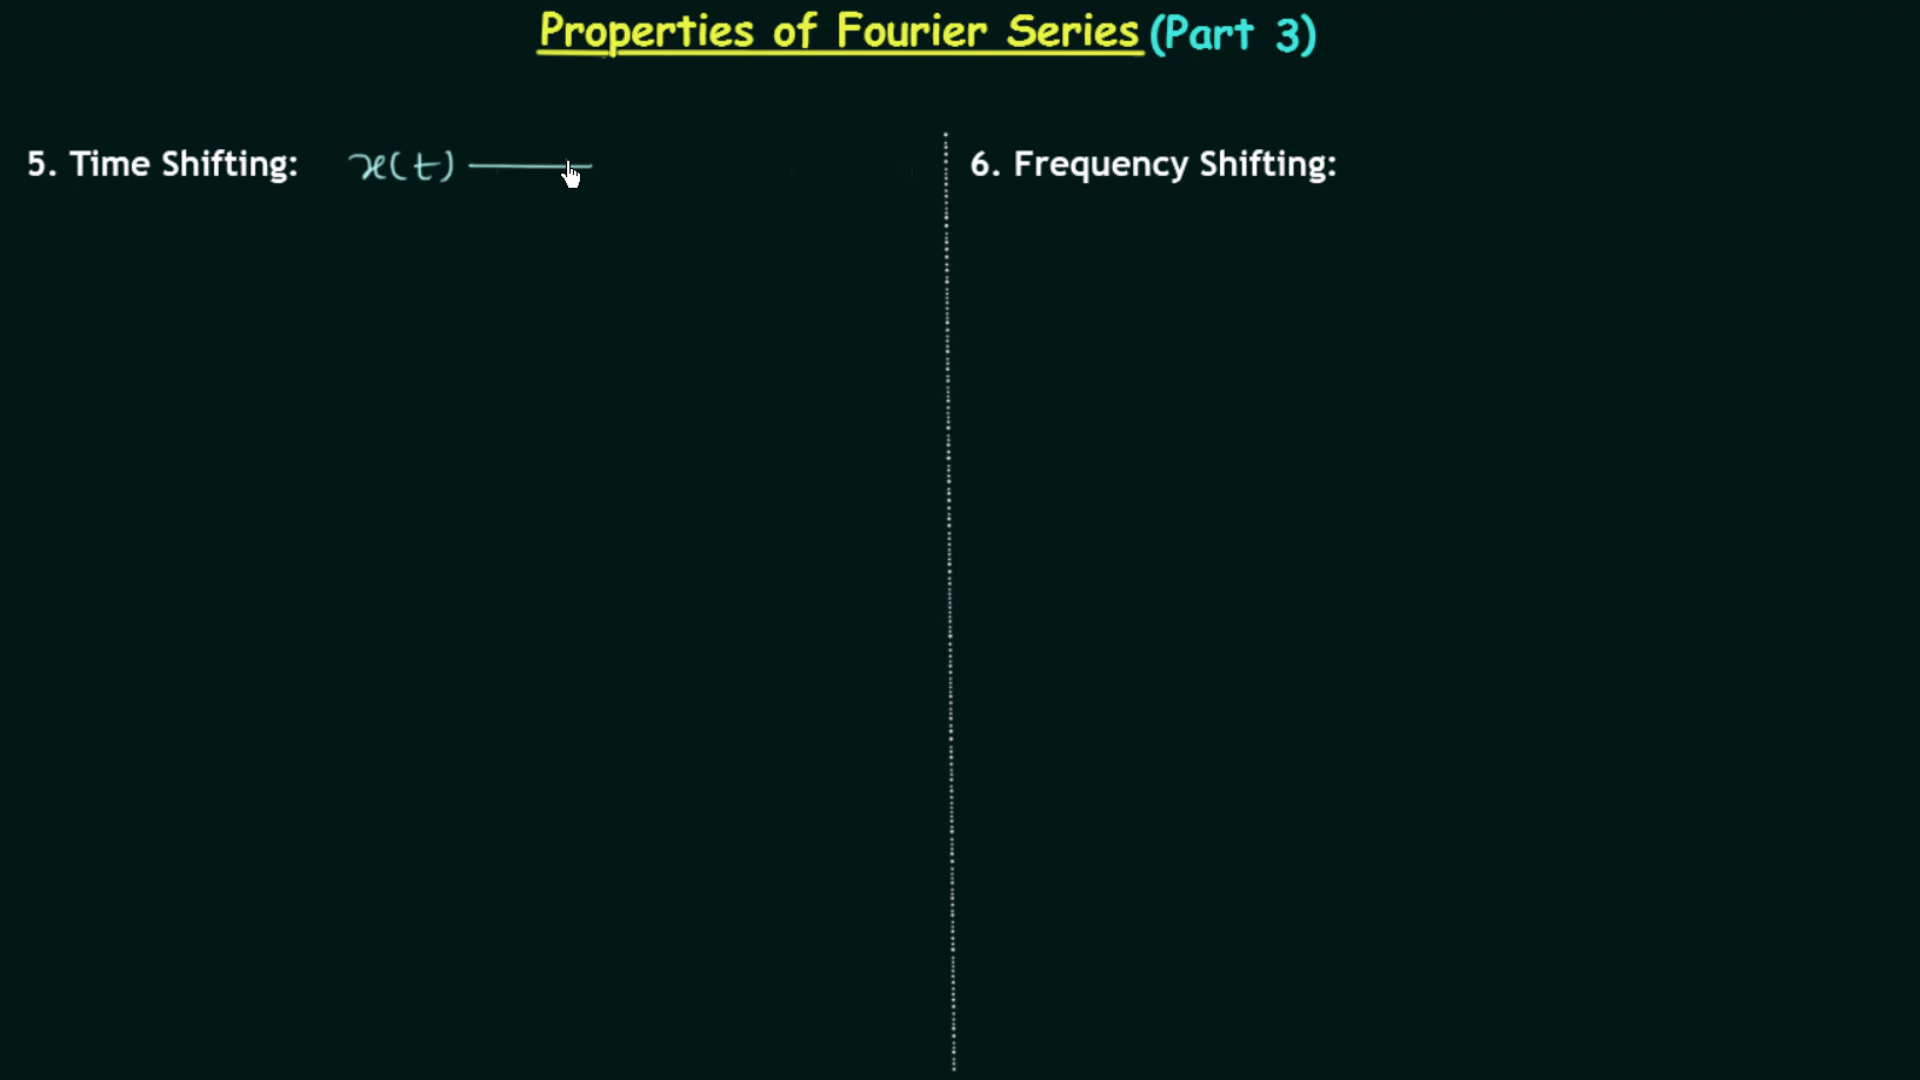 Properties of Fourier Series (Part 3)
5. Time Shifting: x(t)
6. Frequency Shifting: